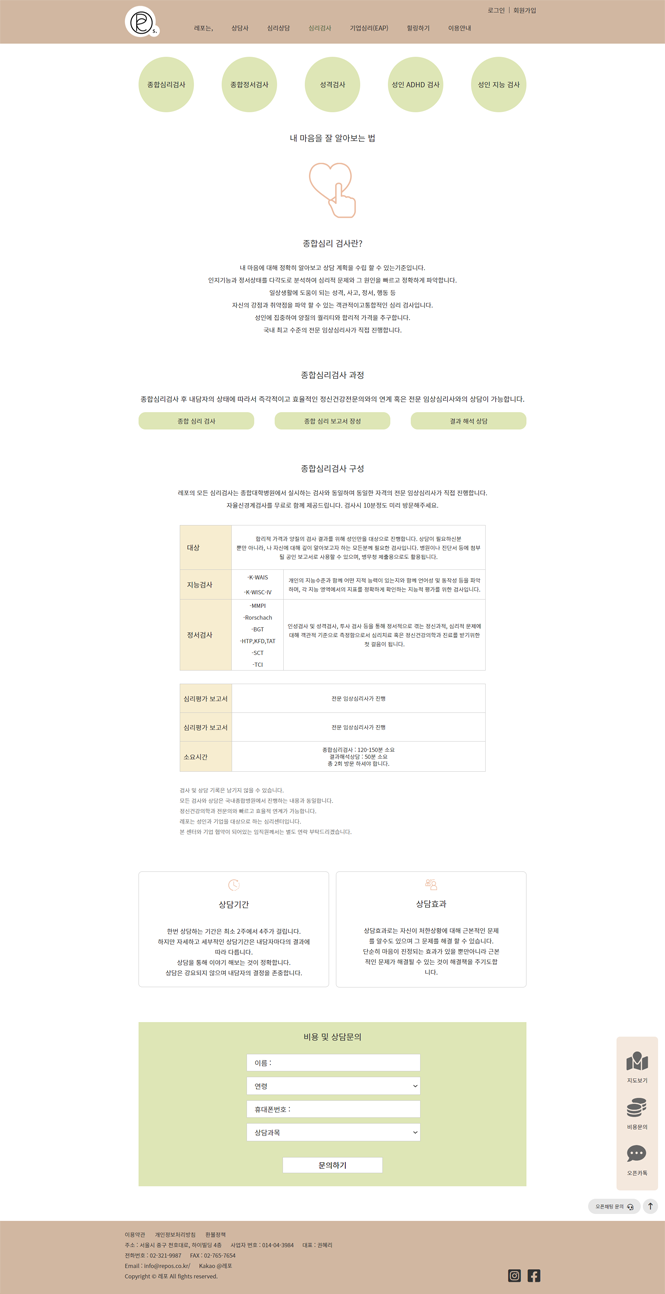 로그인 | 회원가입
s.
레포는, 상담사 심리상담 심리검사 기업심리(EAP) 힐링하기 이용안내
종합심리검사 종합정서검사 성격검사 성인 ADHD 검사 성인 지능 검사
내 마음을 잘 알아보는 법
종합심리 검사란?
내 마음에 대해 정확히 알아보고 상담 계획을 수립 할 수 있는기준입니다.
인지기능과 정서상태를 다각도로 분석하여 심리적 문제와 그 원인을 빠르고 정확하게 파악합니다.
일상생활에 도움이 되는 성격, 사고, 정서, 행동 등
자신의 강점과 취약점을 파악 할 수 있는 객관적이고통합적인 심리 검사입니다.
성인에 집중하여 양질의 퀄리티와 합리적 가격을 추구합니다.
국내 최고 수준의 전문 임상심리사가 직접 진행합니다.
종합심리검사 과정
종합심리검사 후 내담자의 상태에 따라서 즉각적이고 효율적인 정신건강전문의와의 연계 혹은 전문 임상심리사와의 상담이 가능합니다.
종합 심리 검사 종합 심리 보고서 장성 결과 해석 상담
종합심리검사 구성
레포의 모든 심리검사는 종합대학병원에서 실시하는 검사와 동일하며 동일한 자격의 전문 임상심리사가 직접 진행합니다.
자율신경계검사를 무료로 함께 제공드립니다. 검사시 10분정도 미리 방문해주세요.
대상
합리적 가격과 양질의 검사 결과를 위해 성인만을 대상으로 진행합니다. 상담이 필요하신분
뿐만 아니라, 나 자신에 대해 깊이 알아보고자 하는 모든분께 필요한 검사입니다. 병원이나 진단서 등에 첨부
될 공인 보고서로 사용할 수 있으며, 병무청 제출용으로도 활용됩니다.
지능검사
-K-WAIS
-K-WISC-IV
개인의 지능수준과 함께 어떤 지적 능력이 있는지와 함께 언어성 및 동작성 등을 파악
하며, 각 지능 영역에서의 지표를 정확하게 확인하는 지능적 평가를 위한 검사입니다.
정서검사
-MMPI
-Rorschach
-BGT
-HTP,KFD,TAT
-SCT
-TCI
인성검사 및 성격검사, 투사 검사 등을 통해 정서적으로 겪는 정신과적, 심리적 문제에
대해 객관적 기준으로 측정함으로서 심리치료 혹은 정신건강의학과 진료를 받기위한
첫 걸음이 됩니다.
심리평가 보고서 전문 임상심리사가 진행
심리평가 보고서 전문 임상심리사가 진행
소요시간
종합심리검사 : 120-150분 소요
결과해석상담 : 50분 소요
총 2회 방문 하셔야 합니다.
검사 및 상담 기록은 남기지 않을 수 있습니다.
모든 검사와 상담은 국내종합병원에서 진행하는 내용과 동일합니다.
정신건강의학과 전문의와 빠르고 효율적 연계가 가능합니다.
레포는 성인과 기업을 대상으로 하는 심리센터입니다.
본 센터와 기업 협약이 되어있는 임직원께서는 별도 연락 부탁드리겠습니다.
상담기간
한번 상담하는 기간은 최소 2주에서 4주가 걸립니다.
하지만 자세하고 세부적인 상담기간은 내담자마다의 결과에
따라 다릅니다.
상담을 통해 이야기 해보는 것이 정확합니다.
상담은 강요되지 않으며 내담자의 결정을 존중합니다.
상담효과
상담효과로는 자신이 처한상황에 대해 근본적인 문제
를 알수도 있으며 그 문제를 해결 할 수 있습니다.
단순히 마음이 진정되는 효과가 있을 뿐만아니라 근본
적인 문제가 해결될 수 있는 것이 해결책을 주기도합
니다.
비용 및 상담문의
이름 :
연령
휴대폰번호 :
상담과목
문의하기
지도보기
비용문의
오픈카톡
오픈채팅 문의
이용약관 개인정보처리방침 환불정책
주소 : 서울시 중구 천호대로, 하이빌딩 4층 사업자 번호 : 014-04-3984 대표 : 권해리
전화번호 : 02-321-9987 FAX : 02-765-7654
Email : info@repos.co.kr/ Kakao @레포
Copyright © 레포 All fights reserved.